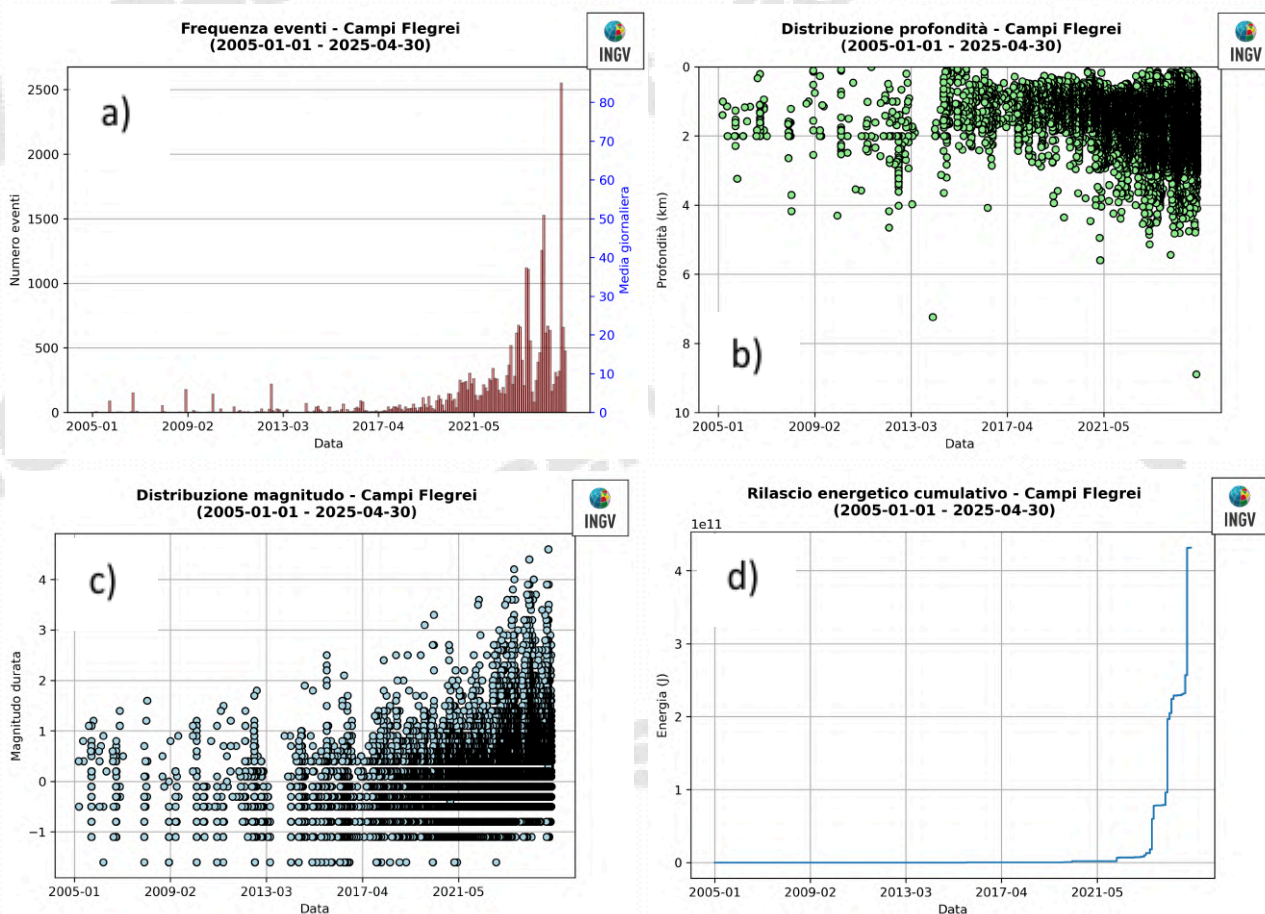 Frequenza eventi - Campi Flegrei
(2005-01-01 - 2025-04-30)
INGV
a)
Numero eventi
2500
2000
1500
1000
500
0
Media giornaliera
80
70
60
50
40
30
20
10
0
2005-01 2009-02 2013-03 2017-04 2021-05
Data
Distribuzione profondità - Campi Flegrei
(2005-01-01 - 2025-04-30)
INGV
b)
Profondità (km)
0
2
4
6
8
10
2005-01 2009-02 2013-03 2017-04 2021-05
Data
Distribuzione magnitudo - Campi Flegrei
(2005-01-01 - 2025-04-30)
INGV
c)
Magnitudo durata
4
3
2
1
0
−1
2005-01 2009-02 2013-03 2017-04 2021-05
Data
Rilascio energetico cumulativo - Campi Flegrei
(2005-01-01 - 2025-04-30)
INGV
1e11
d)
Energia (J)
4
3
2
1
0
2005-01 2009-02 2013-03 2017-04 2021-05
Data